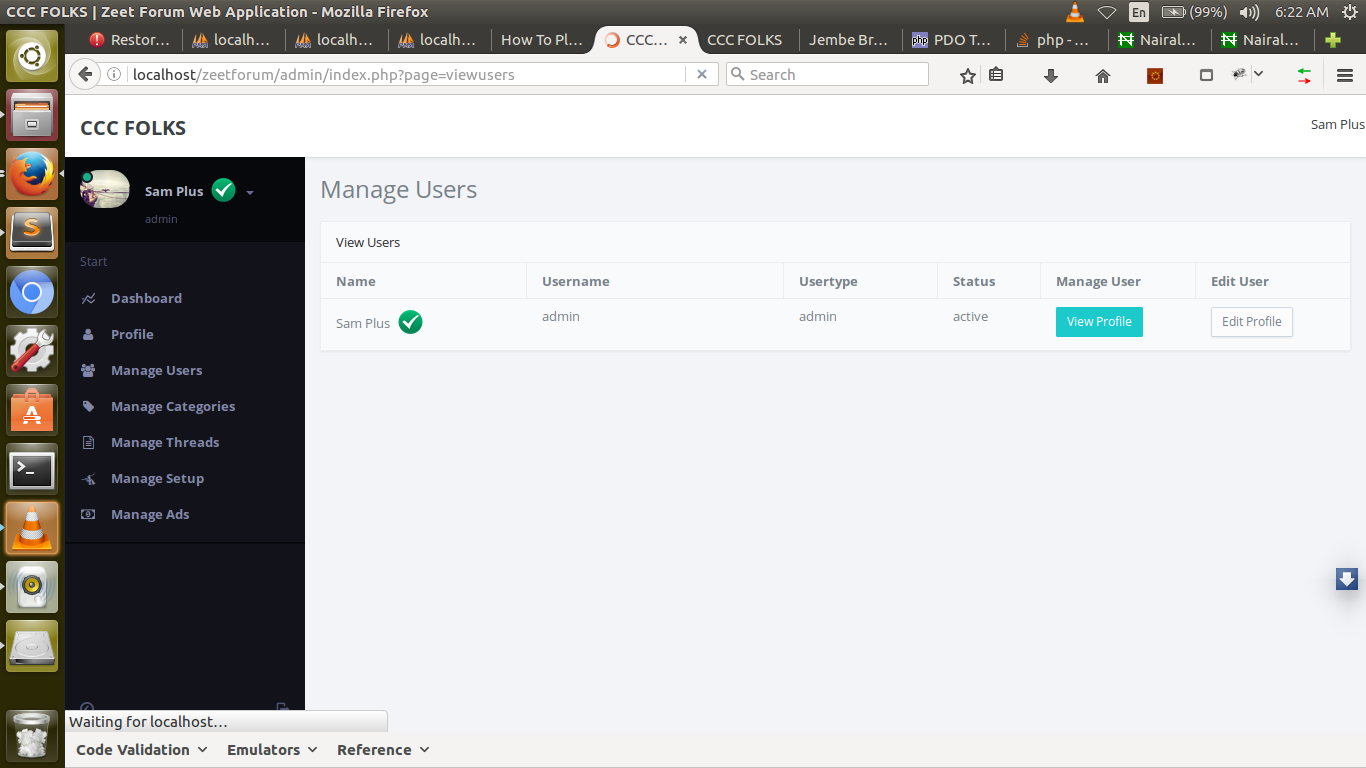 CCC FOLKS | Zeet Forum Web Application - Mozilla Firefox
En (99%) 6:22 AM
Restor... localh... localh... localh... How To Pl... CCC... CCC FOLKS Jembe Br... PDO T... php - ... Nairal... Nairal...
localhost/zeetforum/admin/index.php?page=viewusers Search
CCC FOLKS Sam Plus
Sam Plus
admin
Start
Dashboard
Profile
Manage Users
Manage Categories
Manage Threads
Manage Setup
Manage Ads
Manage Users
View Users
Name Username Usertype Status Manage User Edit User
Sam Plus admin admin active View Profile Edit Profile
Waiting for localhost...
Code Validation Emulators Reference